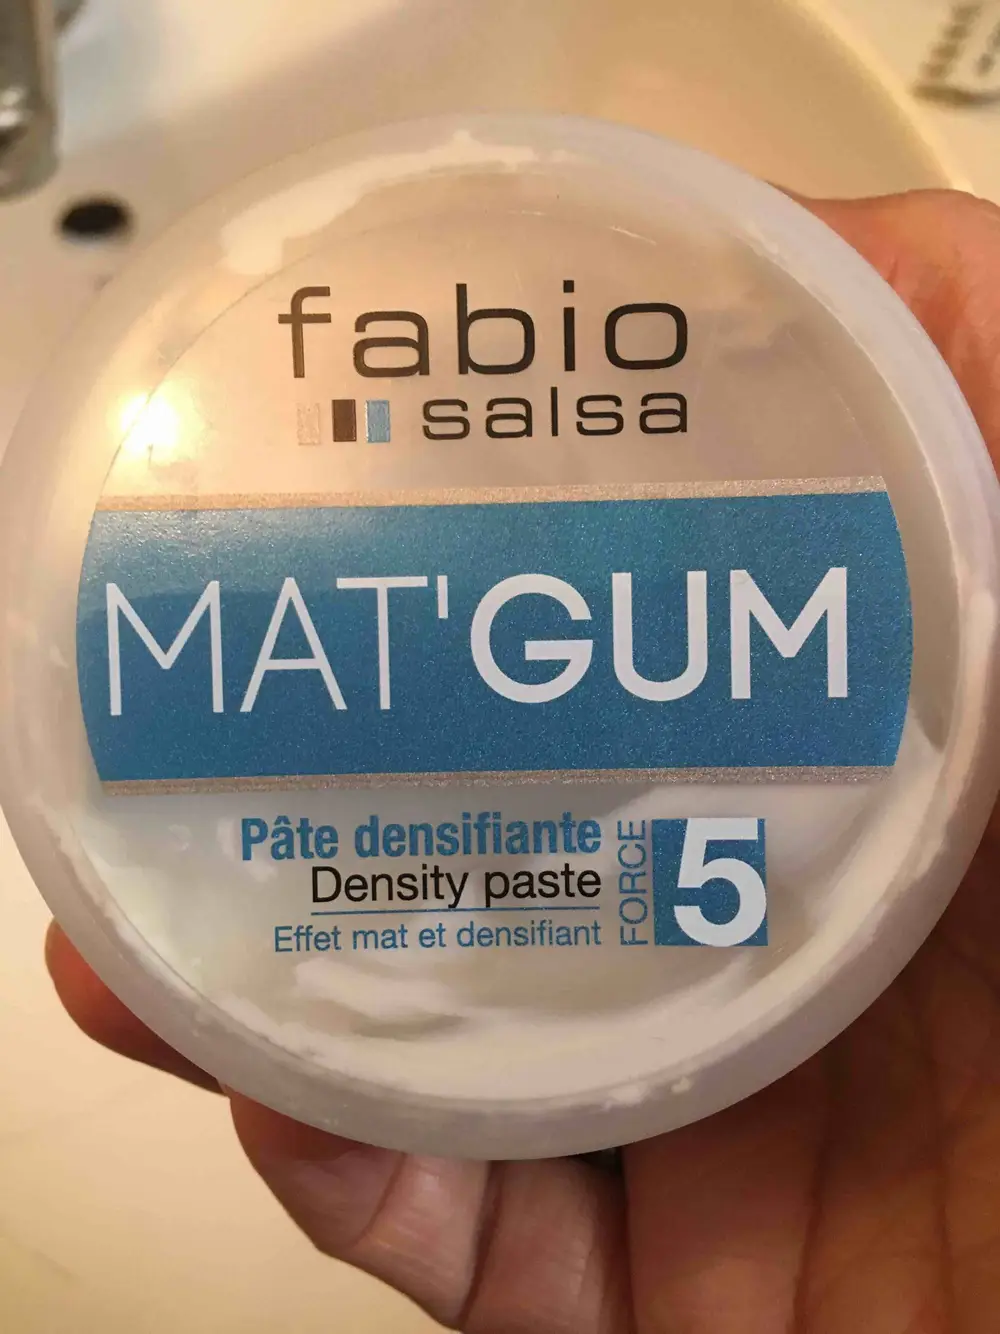 fabio
salsa
MAT'GUM
Pâte densifiante
Density paste
Effet mat et densifiant
FORCE
5